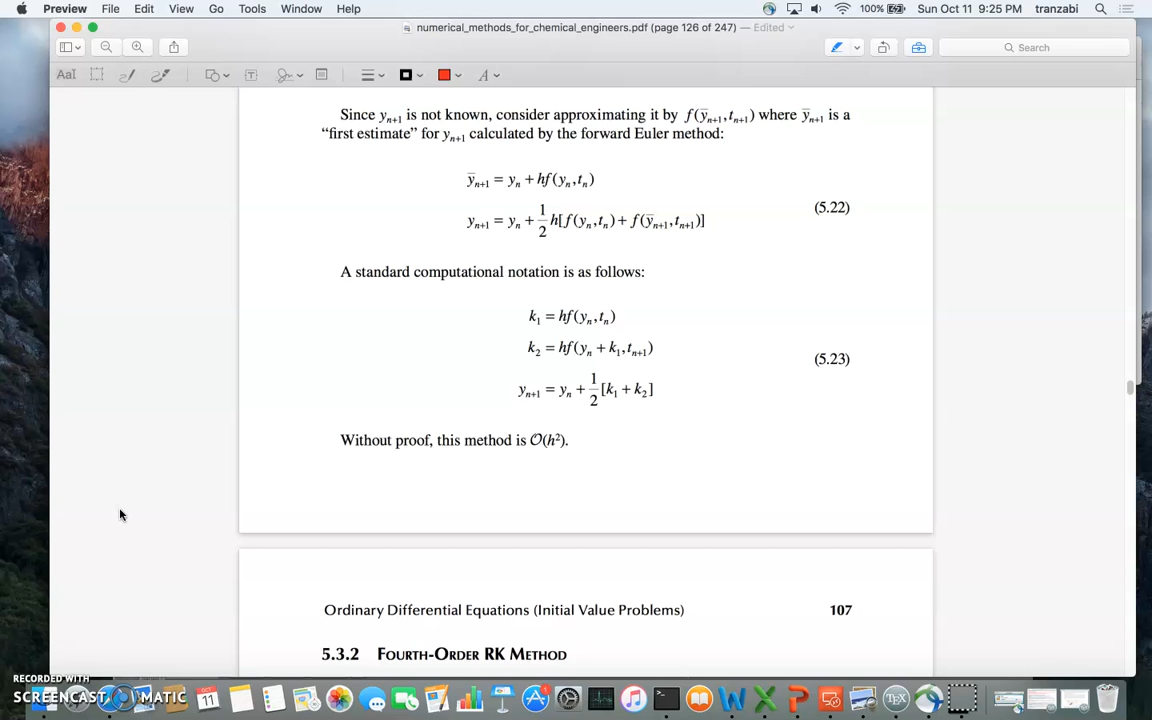 Preview File Edit View Go Tools Window Help 100% Sun Oct 11 9:25 PM tranzabi
numerical_methods_for_chemical_engineers.pdf (page 126 of 247) — Edited
Search
AaI T A
Since yₙ₊₁ is not known, consider approximating it by f(ȳₙ₊₁,tₙ₊₁) where ȳₙ₊₁ is a
“first estimate” for yₙ₊₁ calculated by the forward Euler method:
ȳₙ₊₁ = yₙ + hf(yₙ,tₙ)
yₙ₊₁ = yₙ + 1/2 h[f(yₙ,tₙ) + f(ȳₙ₊₁,tₙ₊₁)]
(5.22)
A standard computational notation is as follows:
k₁ = hf(yₙ,tₙ)
k₂ = hf(yₙ + k₁,tₙ₊₁)
yₙ₊₁ = yₙ + 1/2 [k₁ + k₂]
(5.23)
Without proof, this method is 𝒪(h²).
Ordinary Differential Equations (Initial Value Problems) 107
5.3.2 Fourth-Order RK Method
RECORDED WITH
SCREENCAST MATIC
OCT
11
TEX